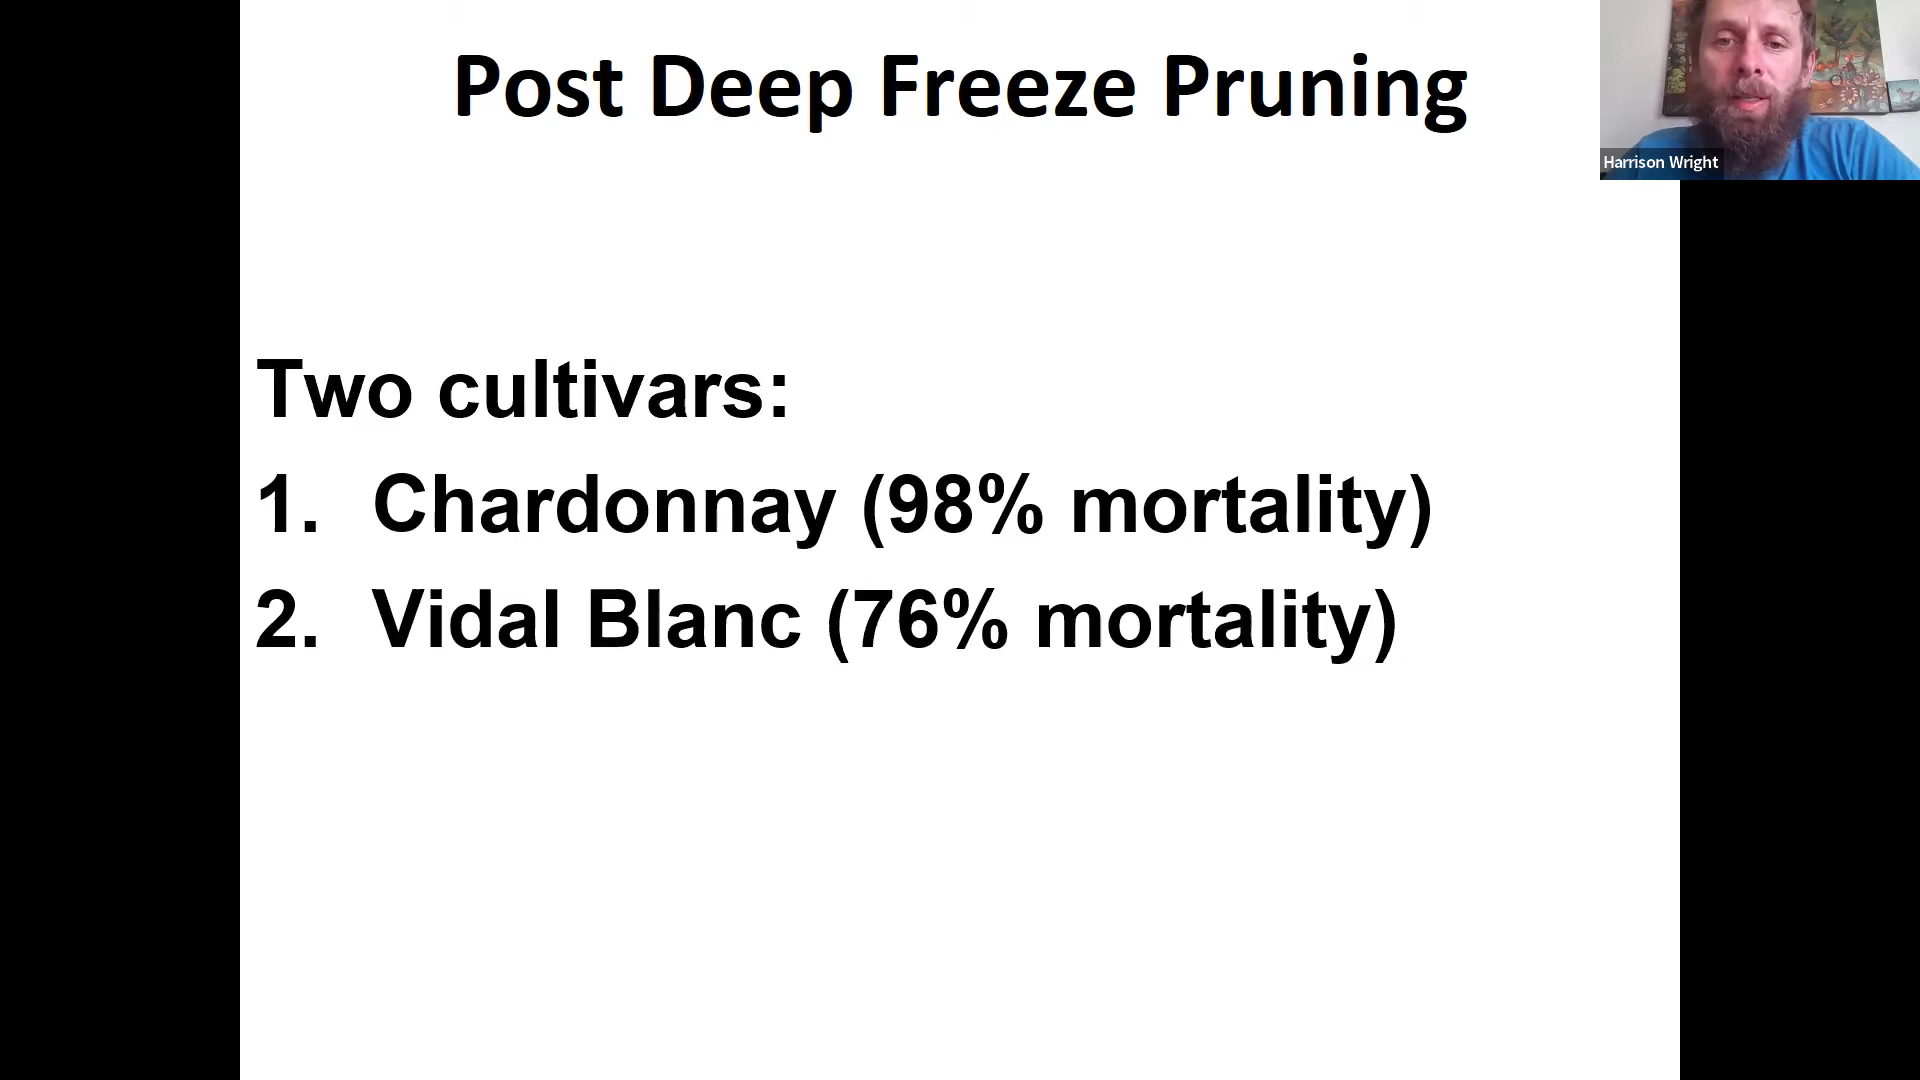 Post Deep Freeze Pruning
Harrison Wright
Two cultivars:
1. Chardonnay (98% mortality)
2. Vidal Blanc (76% mortality)